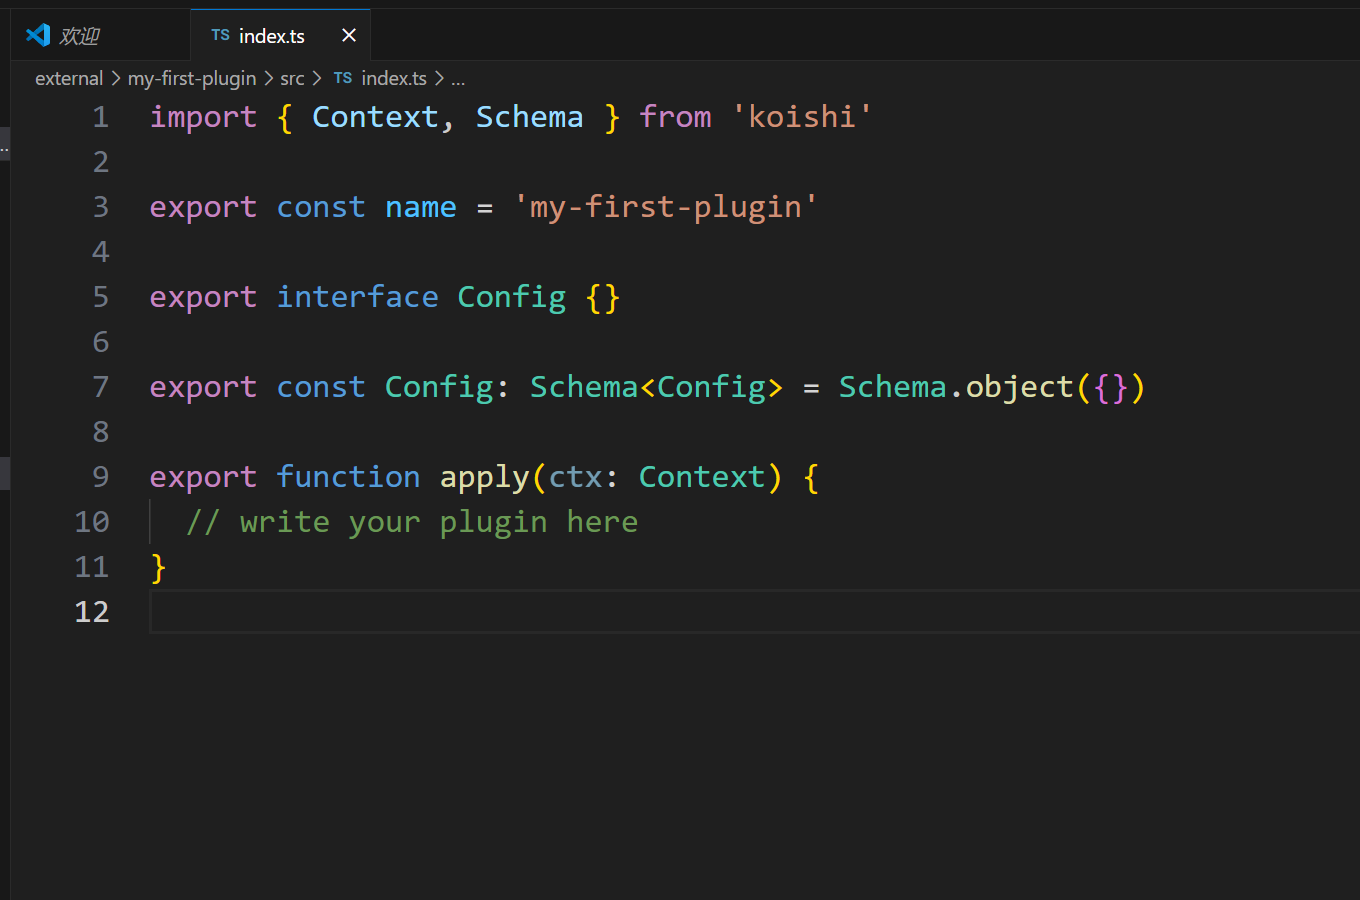 欢迎 TS index.ts ×
external > my-first-plugin > src > TS index.ts > ...
1 import { Context, Schema } from 'koishi'
2
3 export const name = 'my-first-plugin'
4
5 export interface Config {}
6
7 export const Config: Schema<Config> = Schema.object({})
8
9 export function apply(ctx: Context) {
10   // write your plugin here
11 }
12